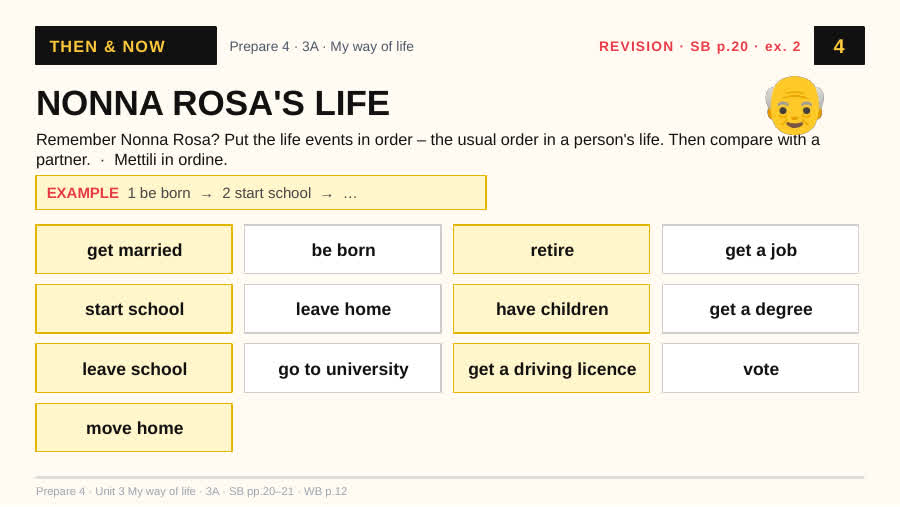 THEN & NOW
Prepare 4 · 3A · My way of life
REVISION · SB p.20 · ex. 2
4
NONNA ROSA'S LIFE
Remember Nonna Rosa? Put the life events in order – the usual order in a person's life. Then compare with a
partner. · Mettili in ordine.
EXAMPLE 1 be born → 2 start school → …
get married
be born
retire
get a job
start school
leave home
have children
get a degree
leave school
go to university
get a driving licence
vote
move home
Prepare 4 · Unit 3 My way of life · 3A · SB pp.20–21 · WB p.12